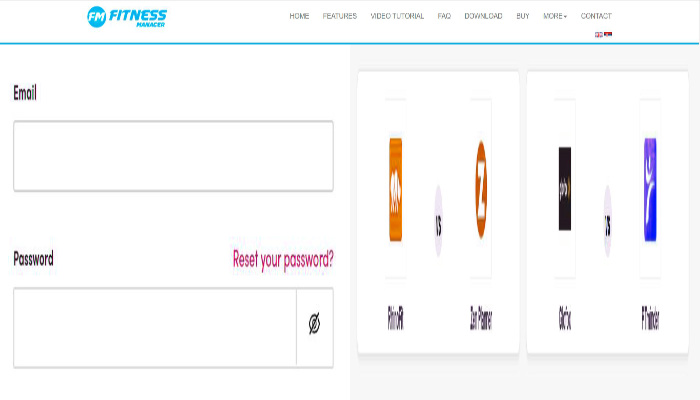 FM FITNESS
MANAGER
HOME FEATURES VIDEO TUTORIAL FAQ DOWNLOAD BUY MORE CONTACT
Email
Password Reset your password?
Z
VS VS
RhinoFit Zen Planner Glofox PTminder